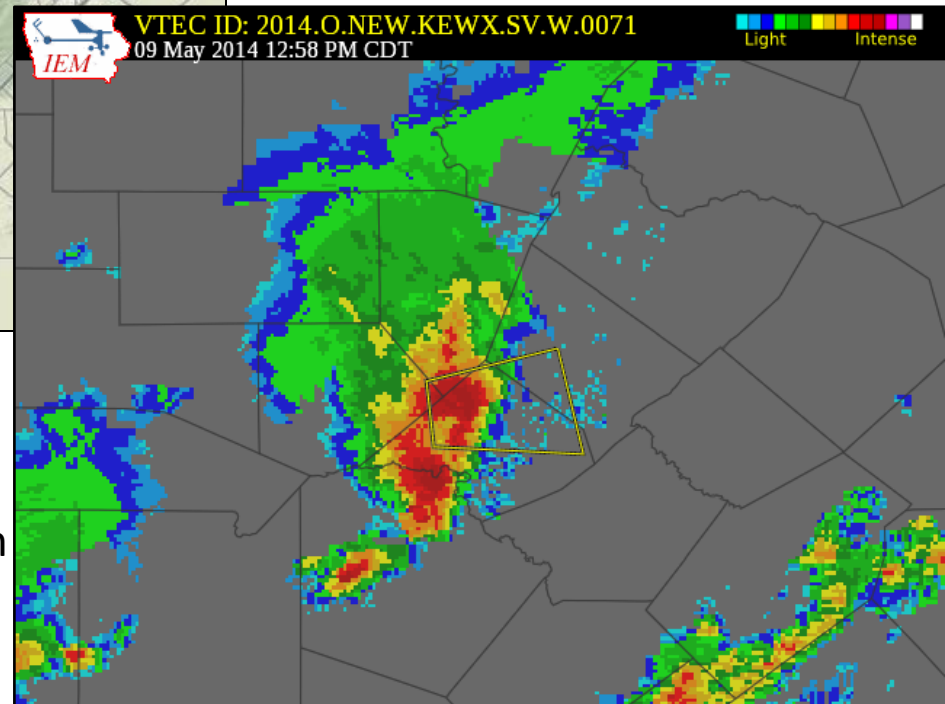 VTEC ID: 2014.O.NEW.KEWX.SV.W.0071
09 May 2014 12:58 PM CDT
IEM
Light Intense
n